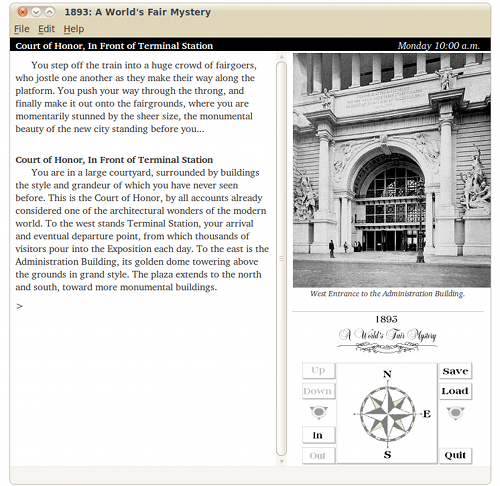 1893: A World's Fair Mystery
File Edit Help
Court of Honor, In Front of Terminal Station
Monday 10:00 a.m.
You step off the train into a huge crowd of fairgoers,
who jostle one another as they make their way along the
platform. You push your way through the throng, and
finally make it out onto the fairgrounds, where you are
momentarily stunned by the sheer size, the monumental
beauty of the new city standing before you...
Court of Honor, In Front of Terminal Station
You are in a large courtyard, surrounded by buildings
the style and grandeur of which you have never seen
before. This is the Court of Honor, by all accounts already
considered one of the architectural wonders of the modern
world. To the west stands Terminal Station, your arrival
and eventual departure point, from which thousands of
visitors pour into the Exposition each day. To the east is the
Administration Building, its golden dome towering above
the grounds in grand style. The plaza extends to the north
and south, toward more monumental buildings.
>
West Entrance to the Administration Building.
1893
A World's Fair Mystery
Up
Down
In
Out
N
E
S
Save
Load
Quit